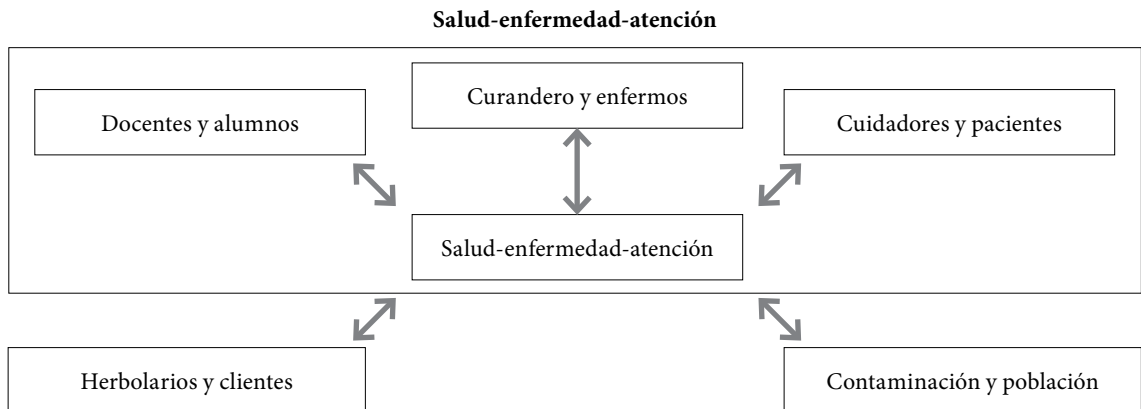 Salud-enfermedad-atención
Curandero y enfermos
Docentes y alumnos
Cuidadores y pacientes
Salud-enfermedad-atención
Herbolarios y clientes
Contaminación y población